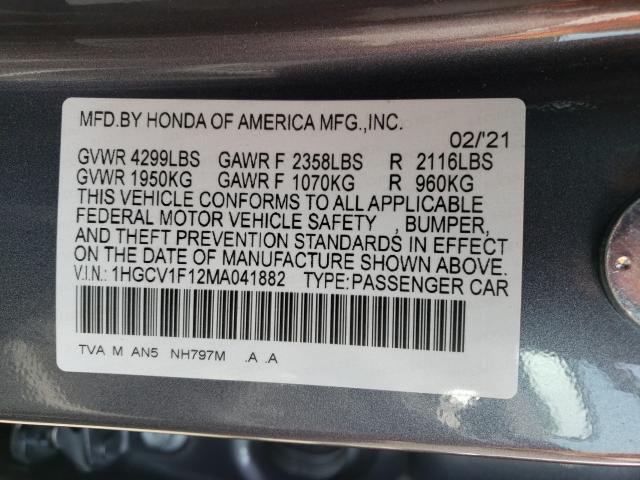 MFD.BY HONDA OF AMERICA MFG.,INC.
02/'21
GVWR 4299LBS GAWR F 2358LBS R 2116LBS
GVWR 1950KG GAWR F 1070KG R 960KG
THIS VEHICLE CONFORMS TO ALL APPLICABLE
FEDERAL MOTOR VEHICLE SAFETY , BUMPER,
AND THEFT PREVENTION STANDARDS IN EFFECT
ON THE DATE OF MANUFACTURE SHOWN ABOVE.
V.I.N.: 1HGCV1F12MA041882 TYPE:PASSENGER CAR
TVA M AN5 NH797M .A .A